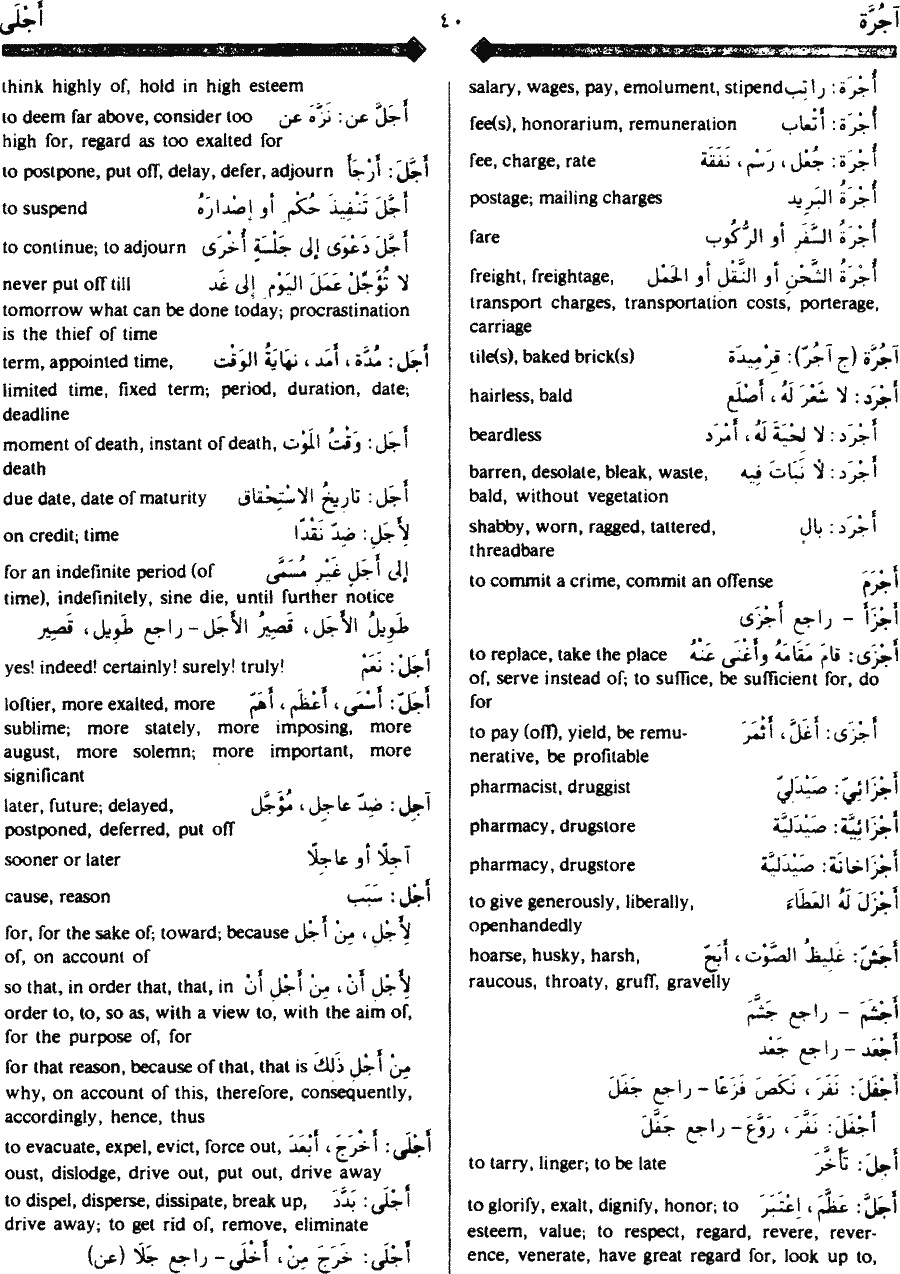 آجُرَّة ٤٠ أَجْلَى
أُجْرَة: راتِب salary, wages, pay, emolument, stipend
أُجْرَة: أَتْعاب fee(s), honorarium, remuneration
أُجْرَة: جُعْل، رَسْم، نَفَقَة fee, charge, rate
أُجْرَةُ البَرِيد postage; mailing charges
أُجْرَةُ السَّفَر أو الرُّكُوب fare
أُجْرَةُ الشَّحْن أو النَّقْل أو الحَمْل freight, freightage,
transport charges, transportation costs, porterage,
carriage
آجُرَّة (ج آجُرّ): قِرْمِيدَة tile(s), baked brick(s)
أَجْرَد: لا شَعْرَ لَهُ، أَصْلَع hairless, bald
أَجْرَد: لا لِحْيَةَ لَهُ، أَمْرَد beardless
أَجْرَد: لاَ نَبَاتَ فِيه barren, desolate, bleak, waste,
bald, without vegetation
أَجْرَد: بالٍ shabby, worn, ragged, tattered,
threadbare
أَجْرَمَ to commit a crime, commit an offense
أَجْزَأَ - راجع أَجْزَى
أَجْزَى: قامَ مَقَامَهُ وأَغْنَى عَنْهُ to replace, take the place
of, serve instead of; to suffice, be sufficient for, do
for
أَجْزَى: أَغَلَّ، أَثْمَرَ to pay (off), yield, be remu-
nerative, be profitable
أَجْزائِيّ: صَيْدَلِيّ pharmacist, druggist
أَجْزائِيَّة: صَيْدَلِيَّة pharmacy, drugstore
أَجْزاخانَة: صَيْدَلِيَّة pharmacy, drugstore
أَجْزَلَ لَهُ العَطَاءَ to give generously, liberally,
openhandedly
أَجَشّ: غَلِيظُ الصَّوْت، أَبَحّ hoarse, husky, harsh,
raucous, throaty, gruff, gravelly
أَجْشَمَ - راجع جَشَّمَ
أَجْعَد - راجع جَعْد
أَجْفَلَ: نَفَرَ، نَكَصَ فَزَعًا - راجع جَفَلَ
أَجْفَلَ: نَفَّرَ، رَوَّعَ - راجع جَفَّلَ
أَجِلَ: تَأَخَّرَ to tarry, linger; to be late
أَجَلَّ: عَظَّمَ، اِعْتَبَرَ to glorify, exalt, dignify, honor; to
esteem, value; to respect, regard, revere, rever-
ence, venerate, have great regard for, look up to,
think highly of, hold in high esteem
أَجَلَّ عن: نَزَّهَ عن to deem far above, consider too
high for, regard as too exalted for
أَجَّلَ: أَرْجَأَ to postpone, put off, delay, defer, adjourn
أَجَّلَ تَنْفِيذَ حُكْمٍ أو إصْدارَهُ to suspend
أَجَّلَ دَعْوَى إلى جَلْسَةٍ أُخْرَى to continue; to adjourn
لا تُؤَجِّلْ عَمَلَ اليَوْمِ إلى غَد never put off till
tomorrow what can be done today; procrastination
is the thief of time
أَجَل: مُدَّة، أَمَد، نِهَايَةُ الوَقْت term, appointed time,
limited time, fixed term; period, duration, date;
deadline
أَجَل: وَقْتُ المَوْت moment of death, instant of death,
death
أَجَل: تارِيخُ الاسْتِحْقاق due date, date of maturity
لأَجَلٍ: ضِدّ نَقْدًا on credit; time
إلى أَجَلٍ غَيْرِ مُسَمًّى for an indefinite period (of
time), indefinitely, sine die, until further notice
طَوِيلُ الأَجَل، قَصِيرُ الأَجَل - راجع طَوِيل، قَصِير
أَجَلْ: نَعَمْ yes! indeed! certainly! surely! truly!
أَجَلّ: أَسْمَى، أَعْظَم، أَهَمّ loftier, more exalted, more
sublime; more stately, more imposing, more
august, more solemn; more important, more
significant
آجِل: ضِدّ عاجِل، مُؤَجَّل later, future; delayed,
postponed, deferred, put off
آجِلًا أو عاجِلًا sooner or later
أَجْل: سَبَب cause, reason
لأَجْلِ، مِنْ أَجْلِ for, for the sake of; toward; because
of, on account of
لأَجْلِ أنْ، مِنْ أَجْلِ أَنْ so that, in order that, that, in
order to, to, so as, with a view to, with the aim of,
for the purpose of, for
مِنْ أَجْلِ ذَلِكَ for that reason, because of that, that is
why, on account of this, therefore, consequently,
accordingly, hence, thus
أَجْلَى: أَخْرَجَ، أَبْعَدَ to evacuate, expel, evict, force out,
oust, dislodge, drive out, put out, drive away
أَجْلَى: بَدَّدَ to dispel, disperse, dissipate, break up,
drive away; to get rid of, remove, eliminate
أَجْلَى: خَرَجَ مِنْ، أَخْلَى - راجع جَلَا (عن)